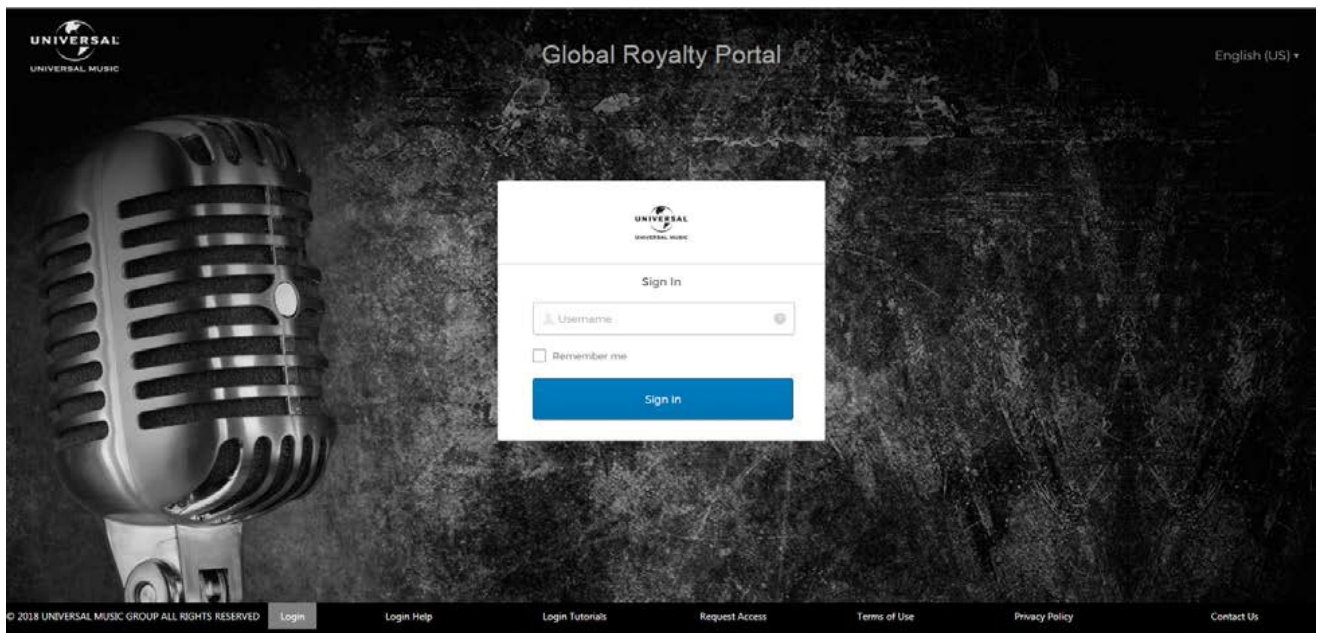 UNIVERSAL
UNIVERSAL MUSIC
Global Royalty Portal
English (US) ▾
UNIVERSAL
UNIVERSAL MUSIC
Sign In
Username
Remember me
Sign In
© 2018 UNIVERSAL MUSIC GROUP ALL RIGHTS RESERVED Login Login Help Login Tutorials Request Access Terms of Use Privacy Policy Contact Us